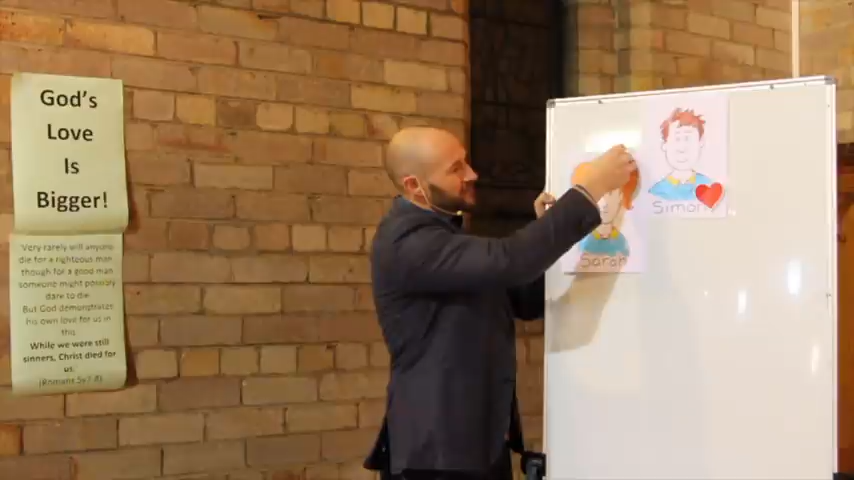 God's
Love
Is
Bigger!
Very rarely will anyone
die for a righteous man
though for a good man
someone might possibly
dare to die.
But God demonstrates
his own love for us in
this.
While we were still
sinners, Christ died for
us.
(Romans 5v7-8)
Sarah
Simon